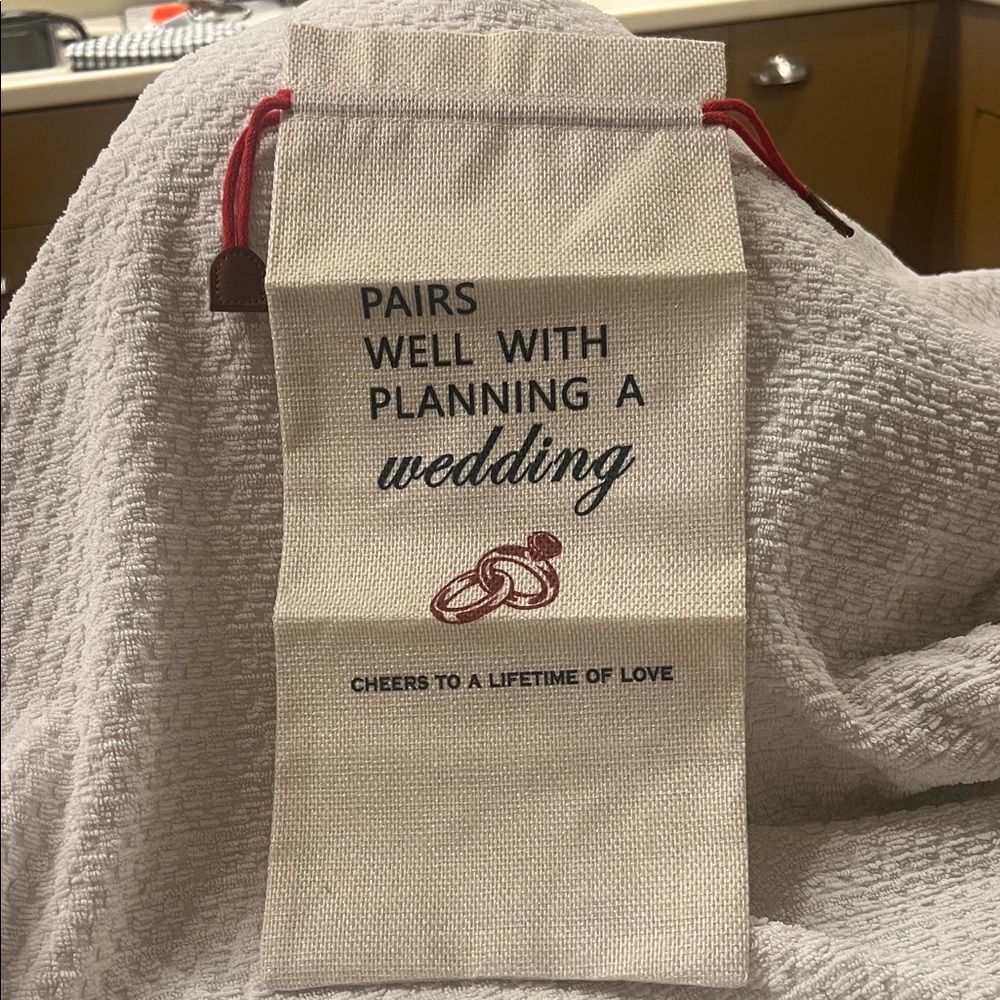 PAIRS
WELL WITH
PLANNING A
wedding
CHEERS TO A LIFETIME OF LOVE